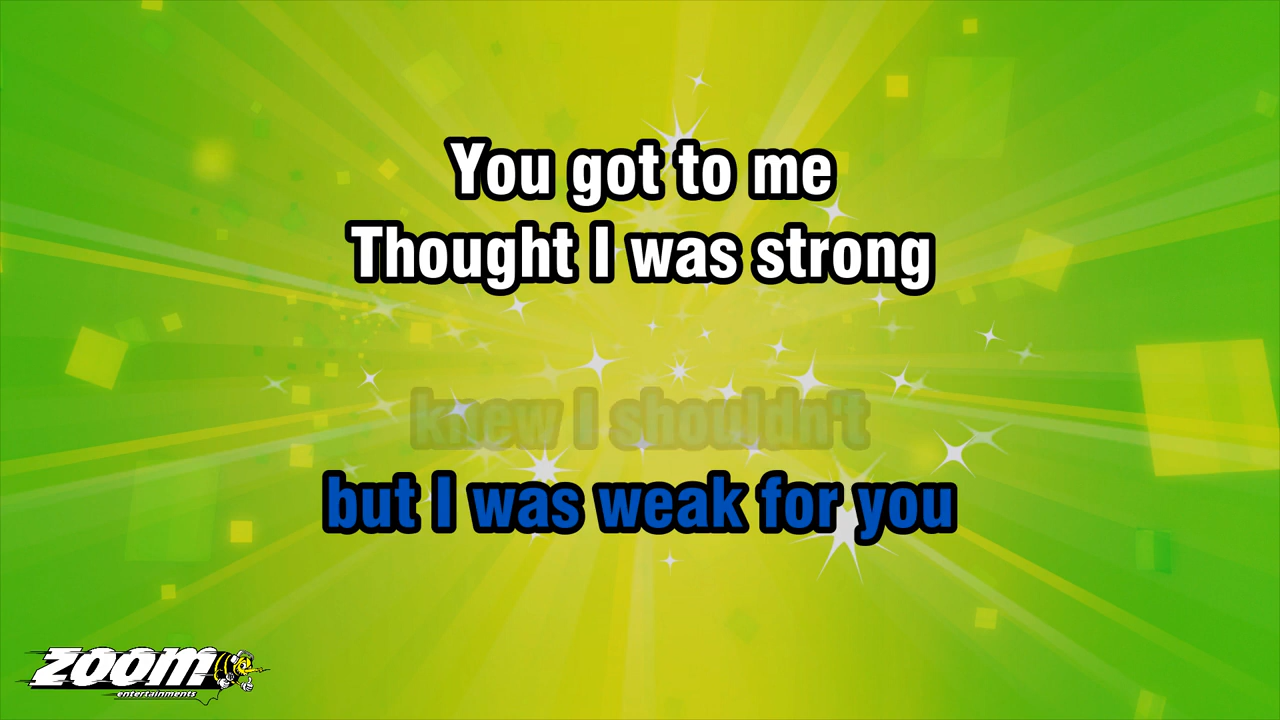 You got to me
Thought I was strong
knew I shouldn't
but I was weak for you
zoom
entertainments